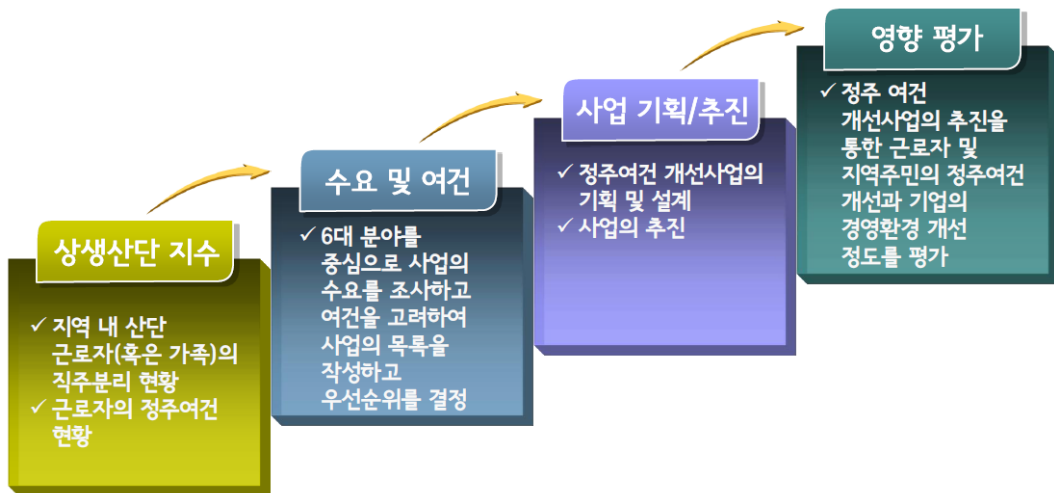 상생산단 지수
✓ 지역 내 산단
근로자(혹은 가족)의
직주분리 현황
✓ 근로자의 정주여건
현황
수요 및 여건
✓ 6대 분야를
중심으로 사업의
수요를 조사하고
여건을 고려하여
사업의 목록을
작성하고
우선순위를 결정
사업 기획/추진
✓ 정주여건 개선사업의
기획 및 설계
✓ 사업의 추진
영향 평가
✓ 정주 여건
개선사업의 추진을
통한 근로자 및
지역주민의 정주여건
개선과 기업의
경영환경 개선
정도를 평가